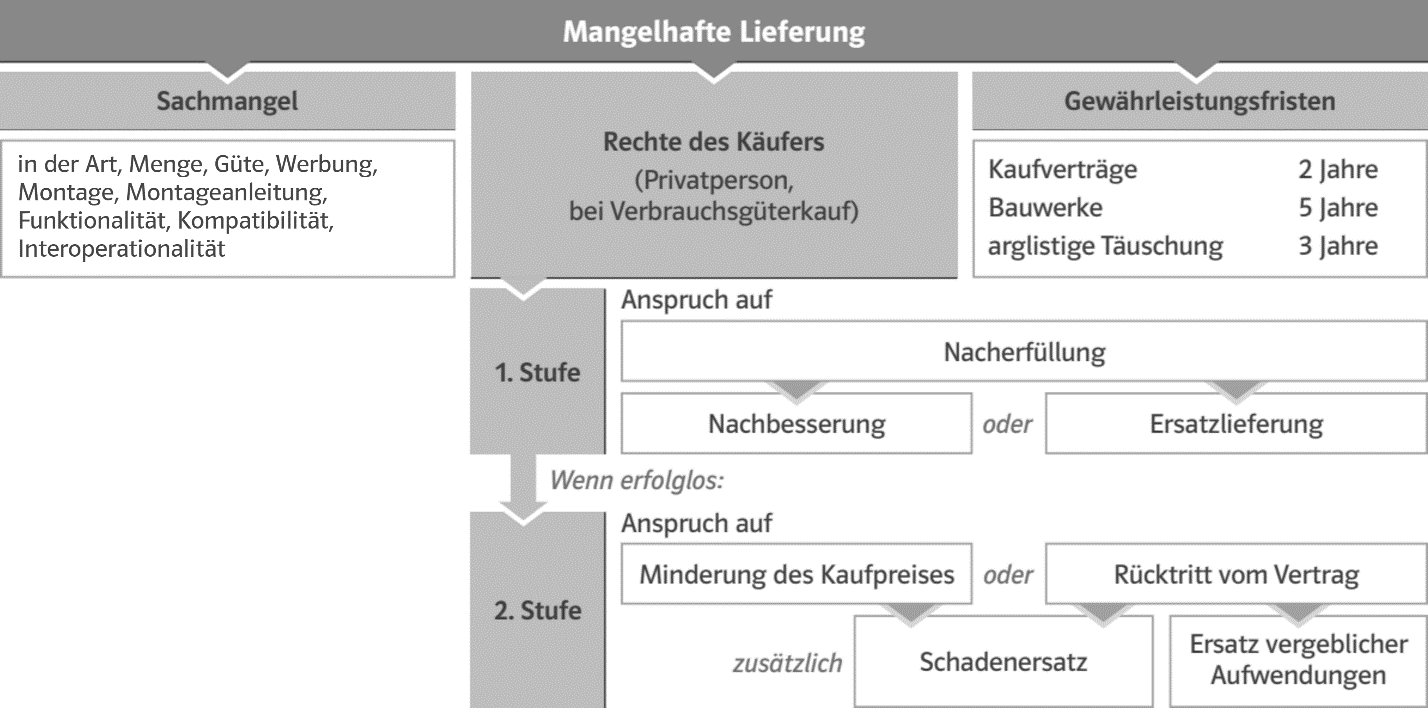 Mangelhafte Lieferung
Sachmangel
in der Art, Menge, Güte, Werbung,
Montage, Montageanleitung,
Funktionalität, Kompatibilität,
Interoperationalität
Rechte des Käufers
(Privatperson,
bei Verbrauchsgüterkauf)
Gewährleistungsfristen
Kaufverträge 2 Jahre
Bauwerke 5 Jahre
arglistige Täuschung 3 Jahre
1. Stufe
Anspruch auf
Nacherfüllung
Nachbesserung oder Ersatzlieferung
Wenn erfolglos:
2. Stufe
Anspruch auf
Minderung des Kaufpreises oder Rücktritt vom Vertrag
zusätzlich Schadenersatz
Ersatz vergeblicher
Aufwendungen